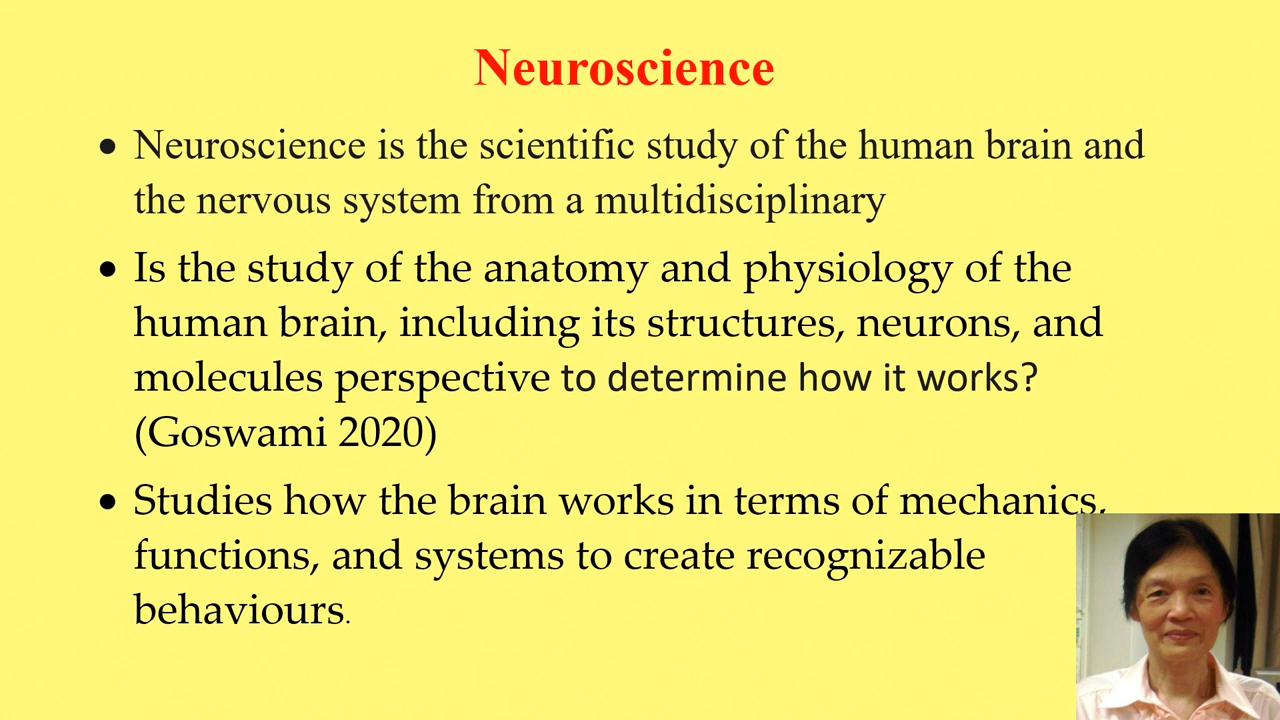 Neuroscience
• Neuroscience is the scientific study of the human brain and
the nervous system from a multidisciplinary
• Is the study of the anatomy and physiology of the
human brain, including its structures, neurons, and
molecules perspective to determine how it works?
(Goswami 2020)
• Studies how the brain works in terms of mechanics,
functions, and systems to create recognizable
behaviours.